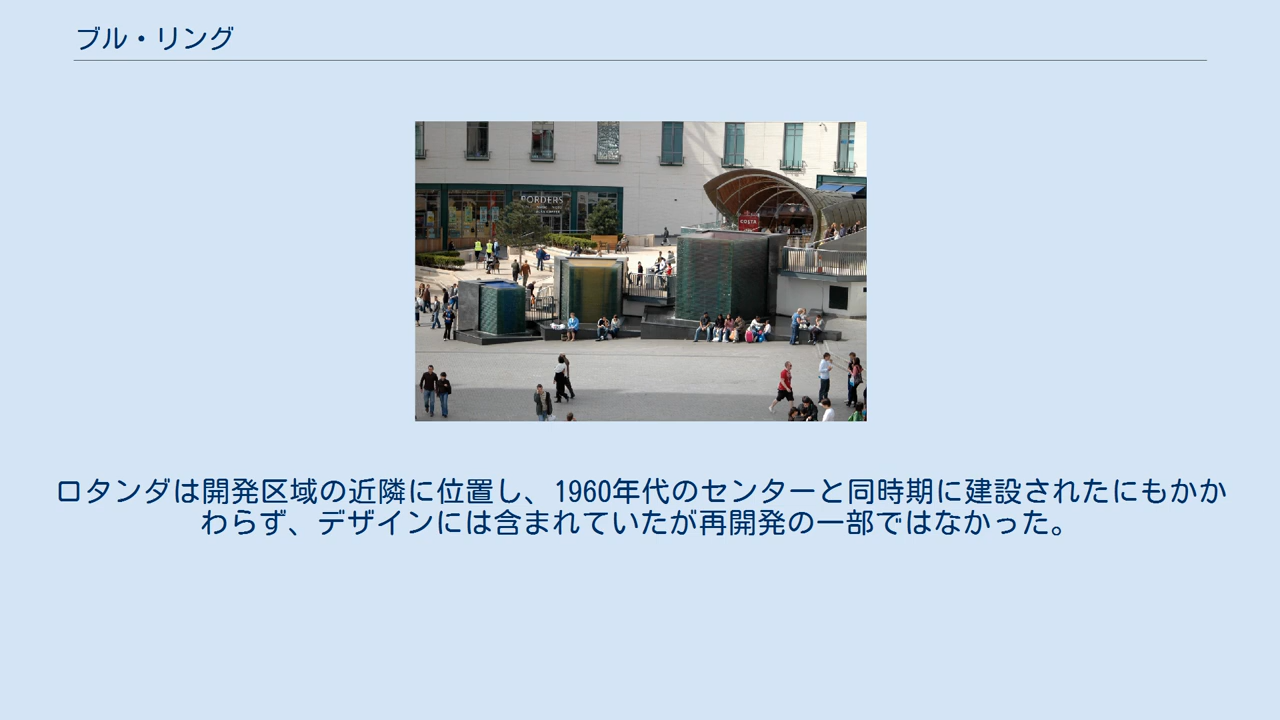 ブル・リング
BORDERS
COSTA
ロタンダは開発区域の近隣に位置し、1960年代のセンターと同時期に建設されたにもかか
わらず、デザインには含まれていたが再開発の一部ではなかった。